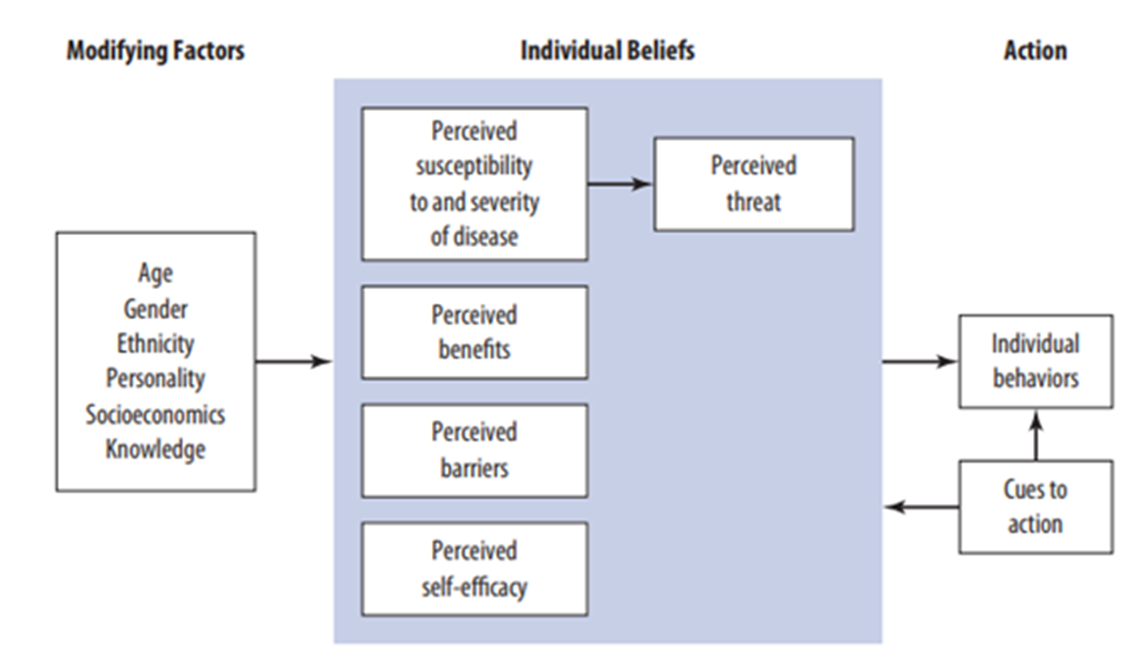 Modifying Factors
Individual Beliefs
Action
Age
Gender
Ethnicity
Personality
Socioeconomics
Knowledge
Perceived
susceptibility
to and severity
of disease
Perceived
threat
Perceived
benefits
Perceived
barriers
Perceived
self-efficacy
Individual
behaviors
Cues to
action